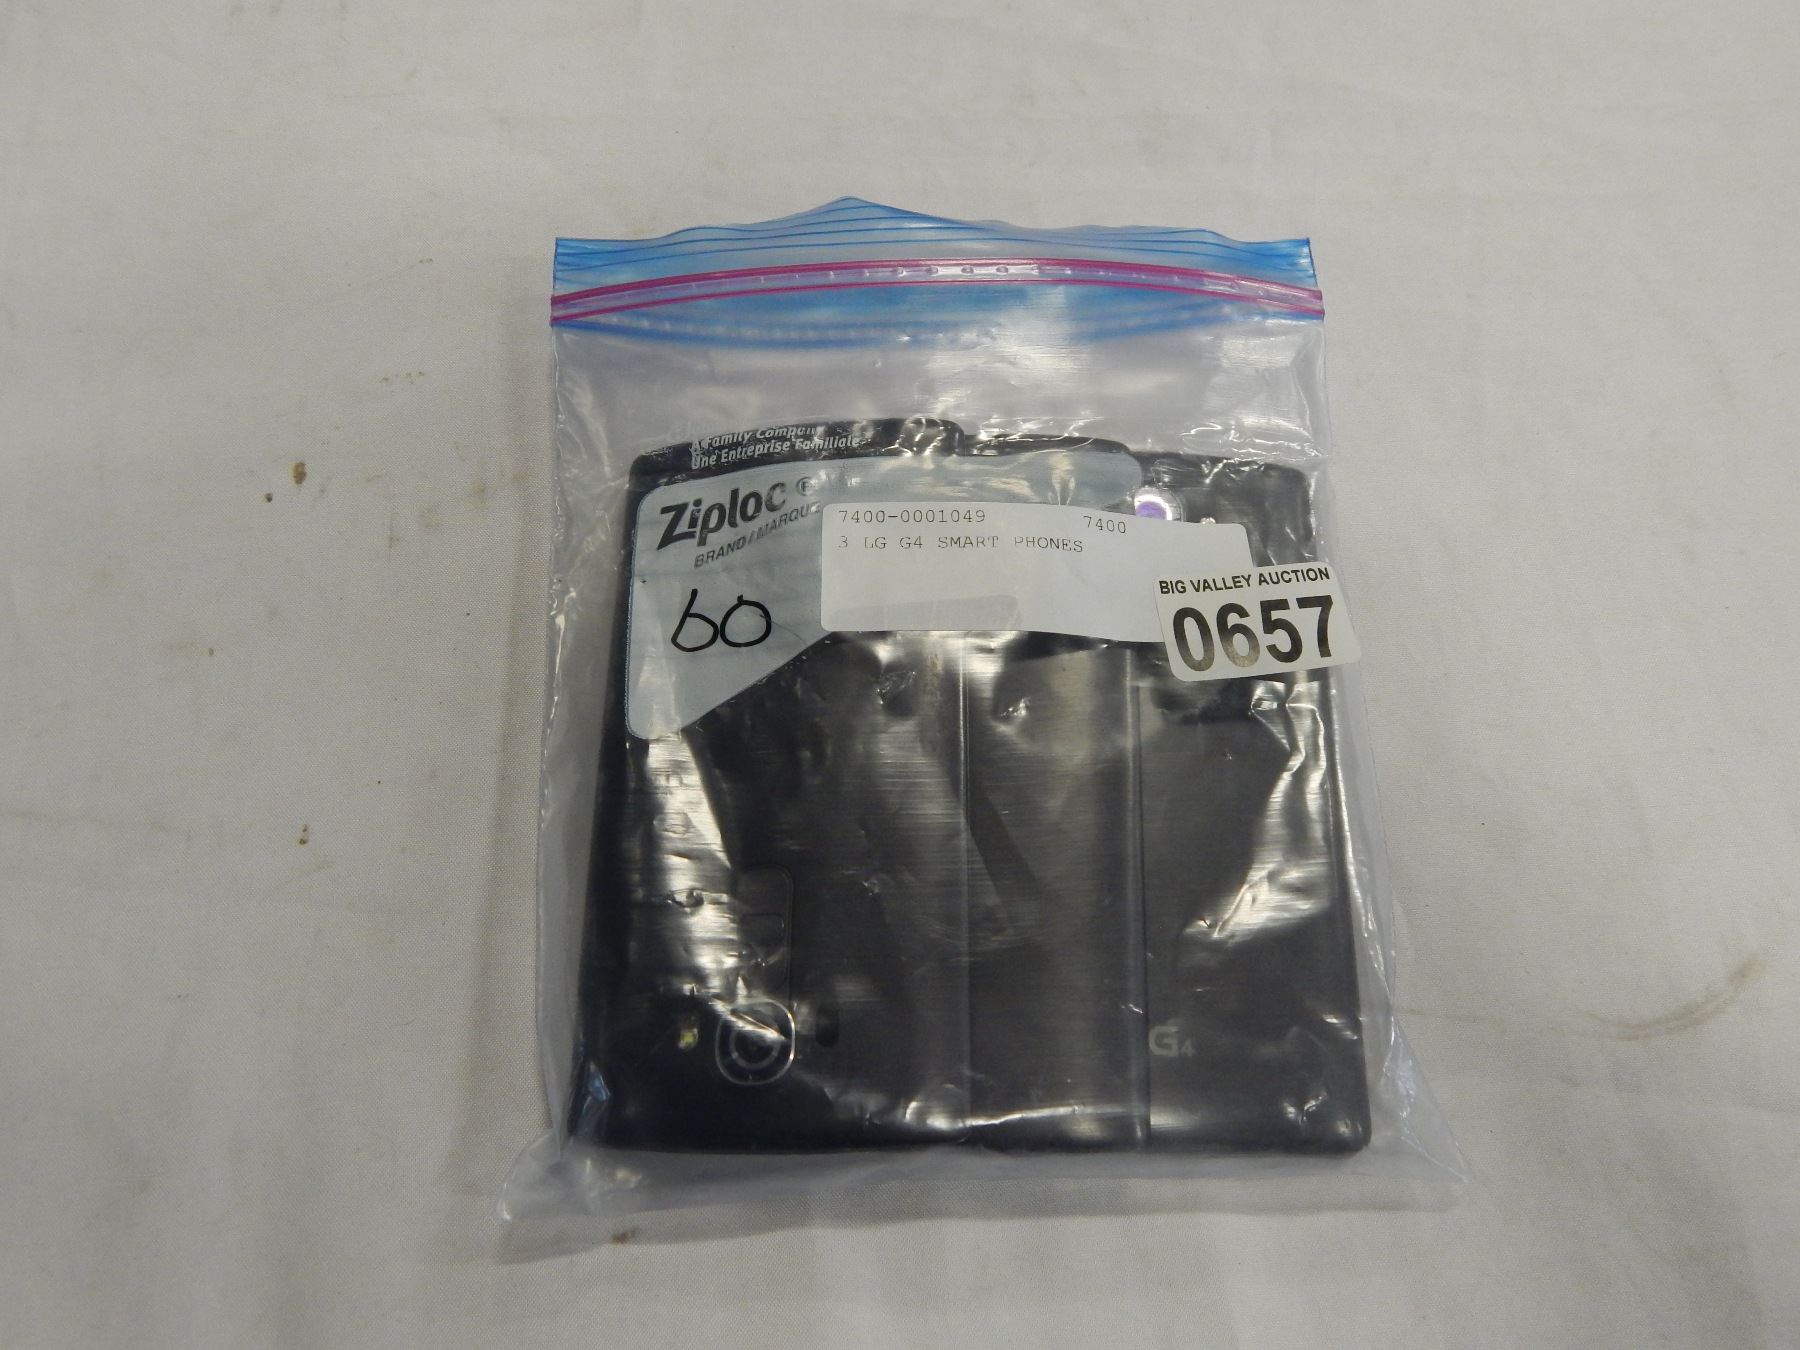 A Family Company
Une Entreprise Familiale
Ziploc®
BRAND/MARQUE
60
7400-0001049 7400
3 LG G4 SMART PHONES
BIG VALLEY AUCTION
0657
G4